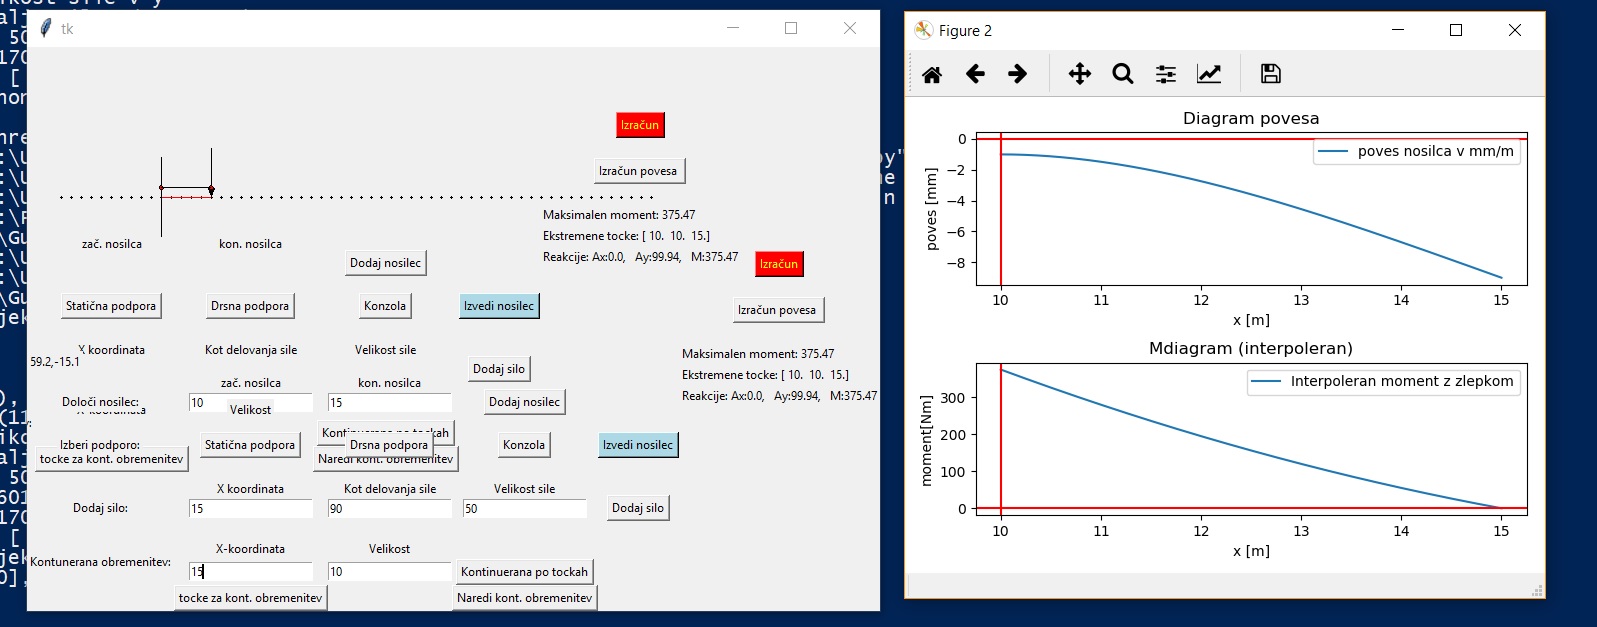 tk
Izračun
Izračun povesa
Maksimalen moment: 375.47
Ekstremene tocke: [ 10.  10.  15.]
Reakcije: Ax:0.0,   Ay:99.94,   M:375.47
zač. nosilca
kon. nosilca
Dodaj nosilec
Izračun
Statična podpora
Drsna podpora
Konzola
Izvedi nosilec
Izračun povesa
X koordinata
Kot delovanja sile
Velikost sile
59.2,-15.1
Maksimalen moment: 375.47
Dodaj silo
Ekstremene tocke: [ 10.  10.  15.]
zač. nosilca
kon. nosilca
Reakcije: Ax:0.0,   Ay:99.94,   M:375.47
Določi nosilec:
10
15
Dodaj nosilec
X-koordinata
Velikost
Kontinuerana po tockah
Izberi podporo:
Statična podpora
Drsna podpora
Konzola
Izvedi nosilec
tocke za kont. obremenitev
Naredi kont. obremenitev
X koordinata
Kot delovanja sile
Velikost sile
Dodaj silo:
15
90
50
Dodaj silo
X-koordinata
Velikost
Kontunerana obremenitev:
15
10
Kontinuerana po tockah
tocke za kont. obremenitev
Naredi kont. obremenitev
Figure 2
Diagram povesa
poves nosilca v mm/m
poves [mm]
0
−2
−4
−6
−8
10 11 12 13 14 15
x [m]
Mdiagram (interpoleran)
Interpoleran moment z zlepkom
moment[Nm]
300
200
100
0
10 11 12 13 14 15
x [m]